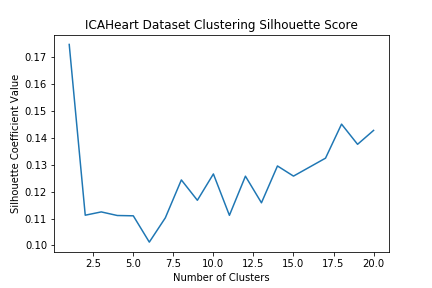 ICAHeart Dataset Clustering Silhouette Score
Silhouette Coefficient Value
0.17
0.16
0.15
0.14
0.13
0.12
0.11
0.10
2.5 5.0 7.5 10.0 12.5 15.0 17.5 20.0
Number of Clusters